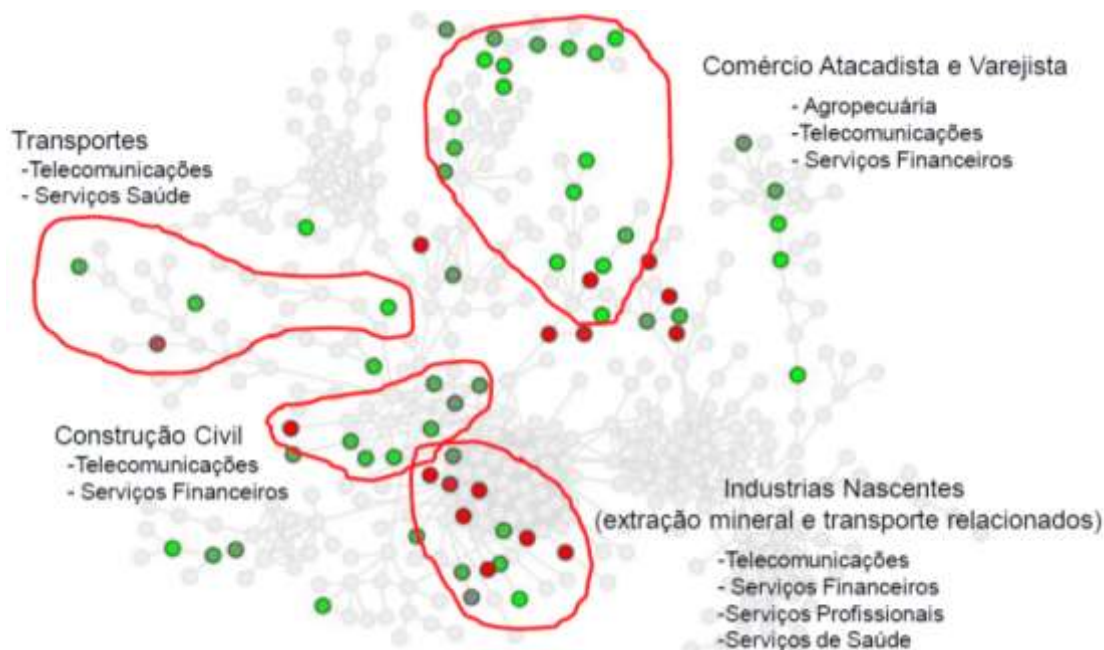 Comércio Atacadista e Varejista
- Agropecuária
-Telecomunicações
- Serviços Financeiros
Transportes
-Telecomunicações
- Serviços Saúde
Construção Civil
-Telecomunicações
- Serviços Financeiros
Industrias Nascentes
(extração mineral e transporte relacionados)
-Telecomunicações
- Serviços Financeiros
-Serviços Profissionais
-Serviços de Saúde